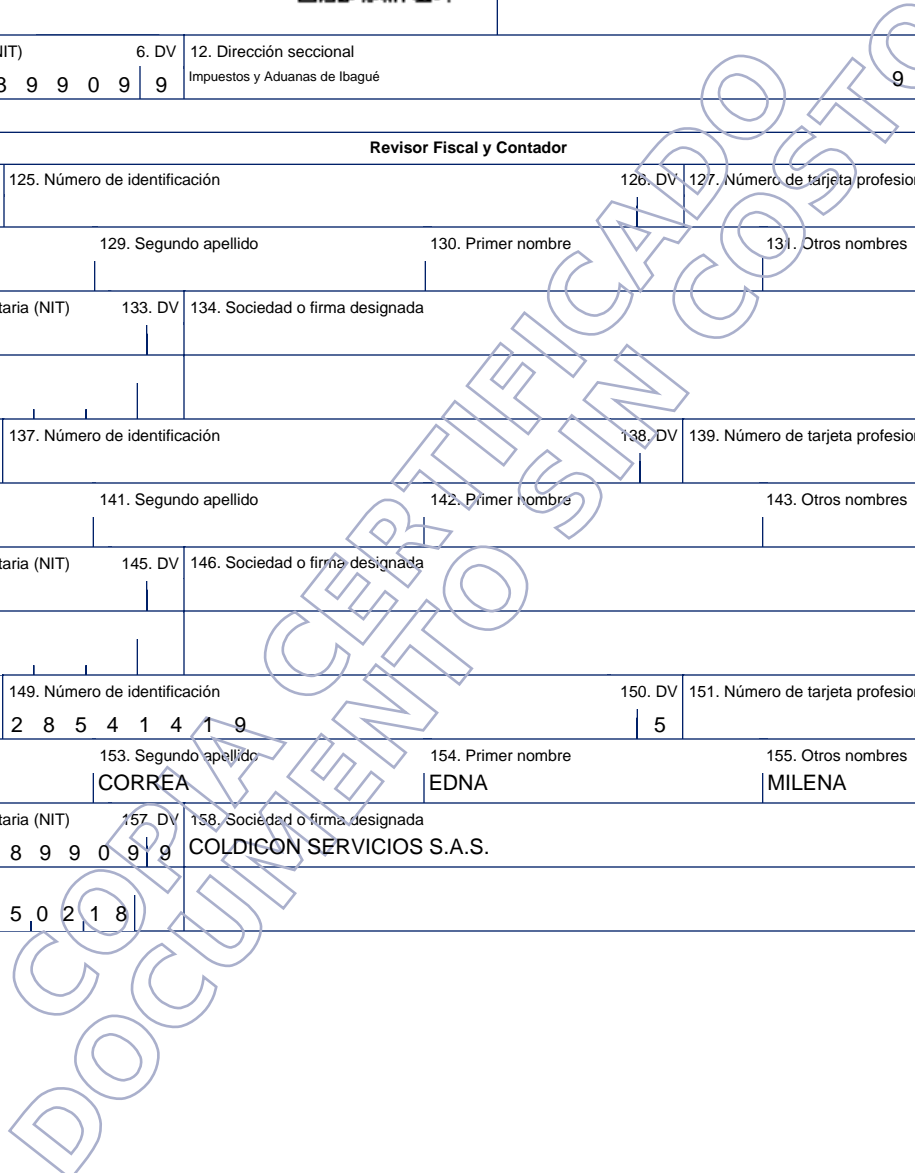 NIT) 6. DV 12. Dirección seccional
3 9 9 0 9 9 Impuestos y Aduanas de Ibagué 9
Revisor Fiscal y Contador
125. Número de identificación 126. DV 127. Número de tarjeta profesion
129. Segundo apellido 130. Primer nombre 131. Otros nombres
taria (NIT) 133. DV 134. Sociedad o firma designada
137. Número de identificación 138. DV 139. Número de tarjeta profesion
141. Segundo apellido 142. Primer nombre 143. Otros nombres
taria (NIT) 145. DV 146. Sociedad o firma designada
149. Número de identificación 150. DV 151. Número de tarjeta profesion
2 8 5 4 1 4 1 9 5
153. Segundo apellido 154. Primer nombre 155. Otros nombres
CORREA EDNA MILENA
taria (NIT) 157. DV 158. Sociedad o firma designada
8 9 9 0 9 9 COLDICON SERVICIOS S.A.S.
5 0 2 1 8
COPIA CERTIFICADO
DOCUMENTO SIN COSTO